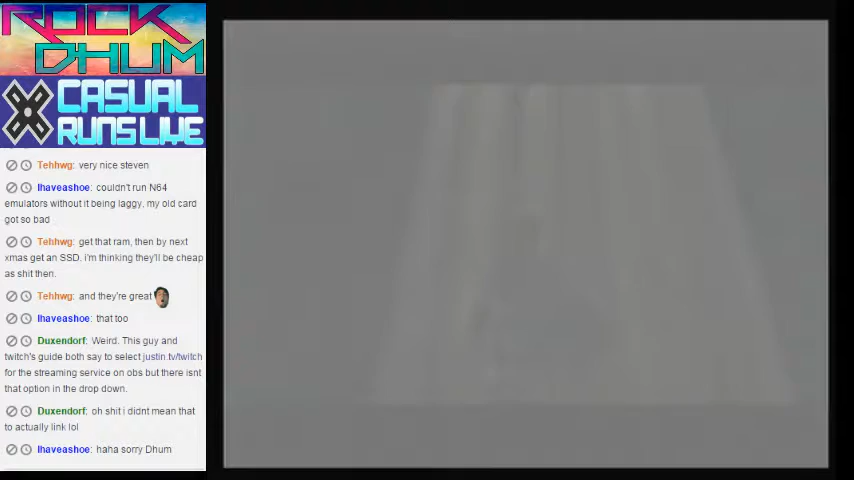 ROCK
DHUM
CASUAL
RUNS LIVE
Tehhwg: very nice steven
Ihaveashoe: couldn't run N64
emulators without it being laggy, my old card
got so bad
Tehhwg: get that ram, then by next
xmas get an SSD. i'm thinking they'll be cheap
as shit then.
Tehhwg: and they're great
Ihaveashoe: that too
Duxendorf: Weird. This guy and
twitch's guide both say to select justin.tv/twitch
for the streaming service on obs but there isnt
that option in the drop down.
Duxendorf: oh shit i didnt mean that
to actually link lol
Ihaveashoe: haha sorry Dhum